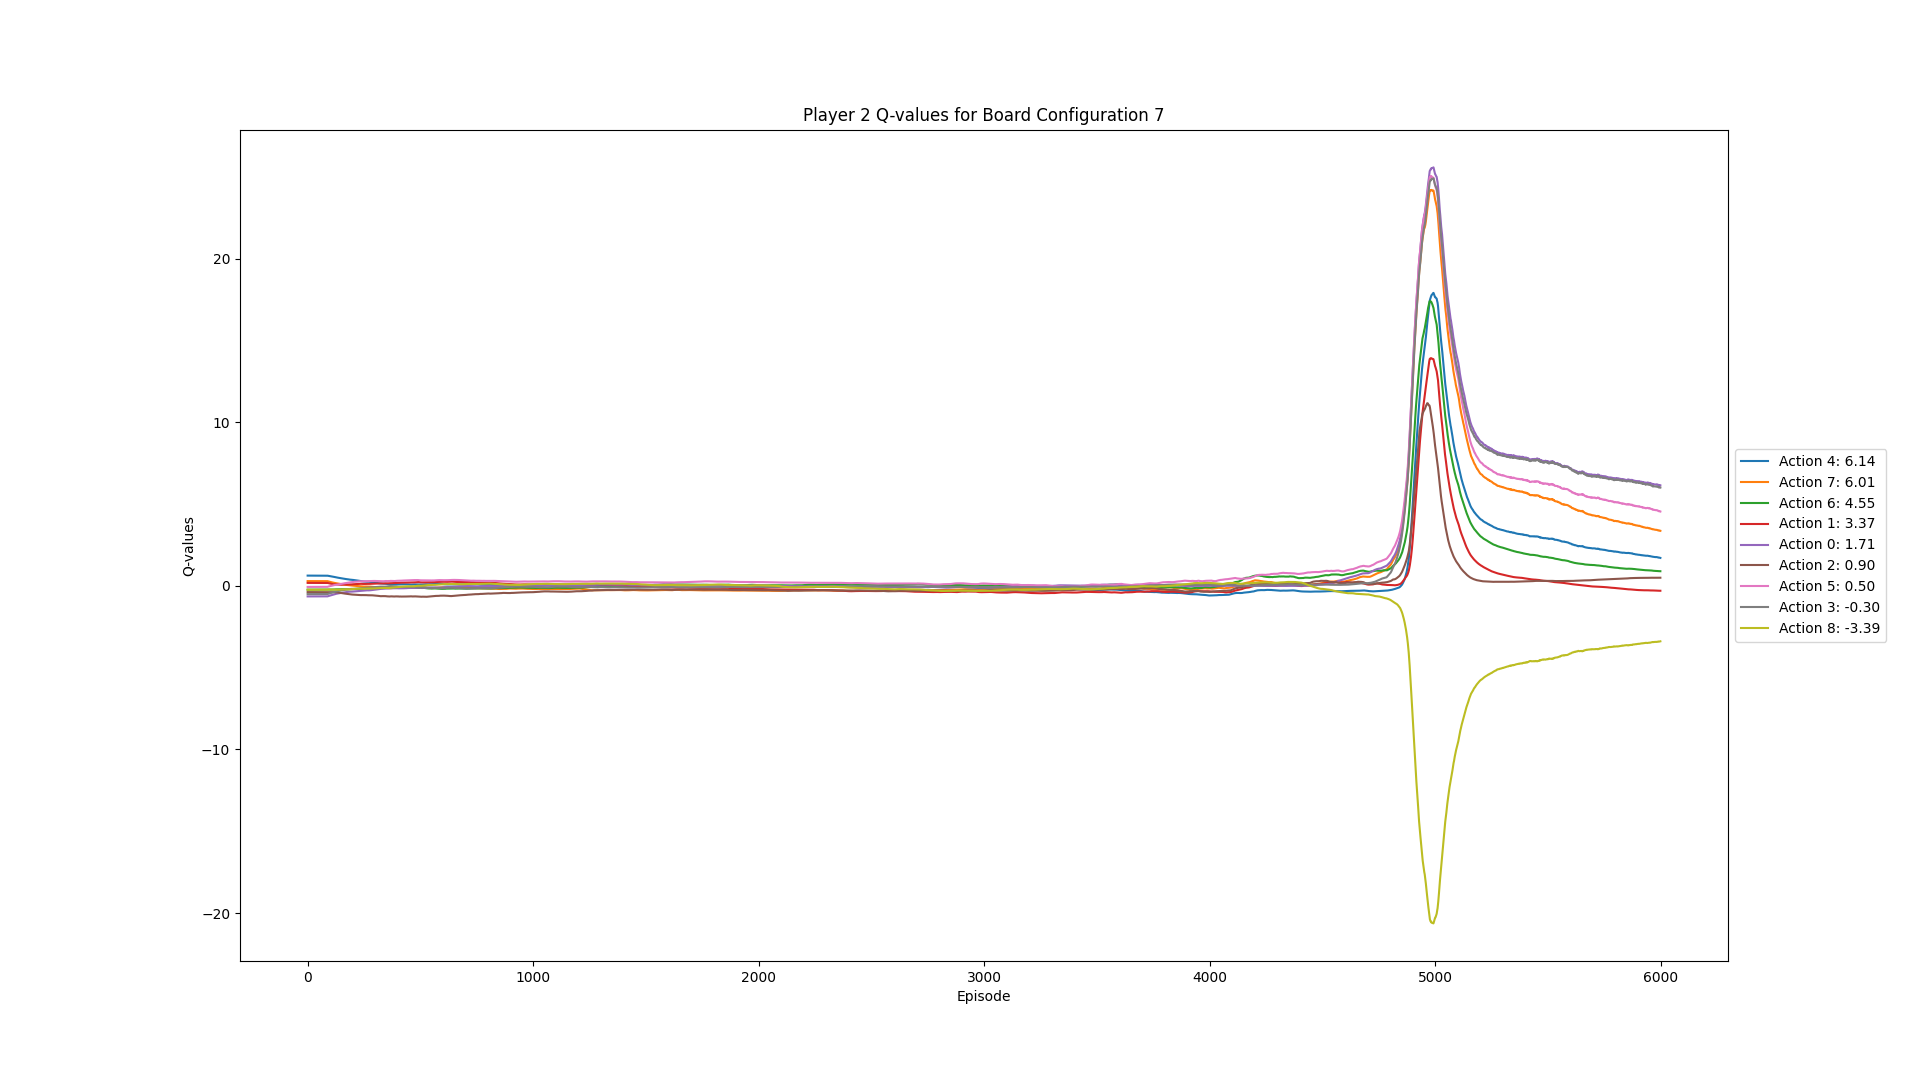 Player 2 Q-values for Board Configuration 7
Q-values
20
10
0
−10
−20
0
1000
2000
3000
4000
5000
6000
Episode
Action 4: 6.14
Action 7: 6.01
Action 6: 4.55
Action 1: 3.37
Action 0: 1.71
Action 2: 0.90
Action 5: 0.50
Action 3: -0.30
Action 8: -3.39